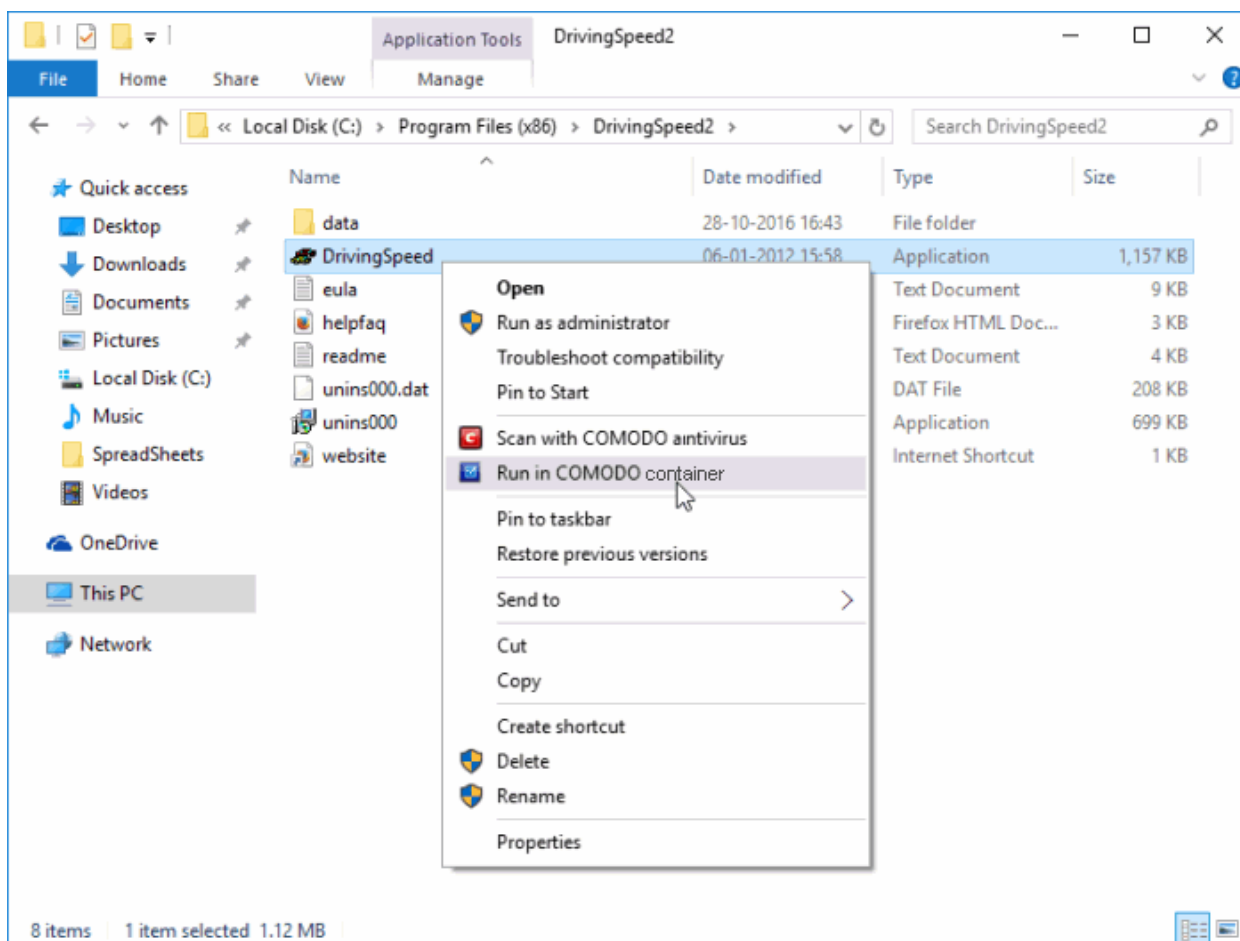 Application Tools DrivingSpeed2
File Home Share View Manage ?
« Local Disk (C:) > Program Files (x86) > DrivingSpeed2 > Search DrivingSpeed2
Name Date modified Type Size
Quick access
Desktop
Downloads
Documents
Pictures
Local Disk (C:)
Music
SpreadSheets
Videos
OneDrive
This PC
Network
data 28-10-2016 16:43 File folder
DrivingSpeed 06-01-2012 15:58 Application 1,157 KB
eula Text Document 9 KB
helpfaq Firefox HTML Doc... 3 KB
readme Text Document 4 KB
unins000.dat DAT File 208 KB
unins000 Application 699 KB
website Internet Shortcut 1 KB
Open
Run as administrator
Troubleshoot compatibility
Pin to Start
Scan with COMODO antivirus
Run in COMODO container
Pin to taskbar
Restore previous versions
Send to
Cut
Copy
Create shortcut
Delete
Rename
Properties
8 items 1 item selected 1.12 MB